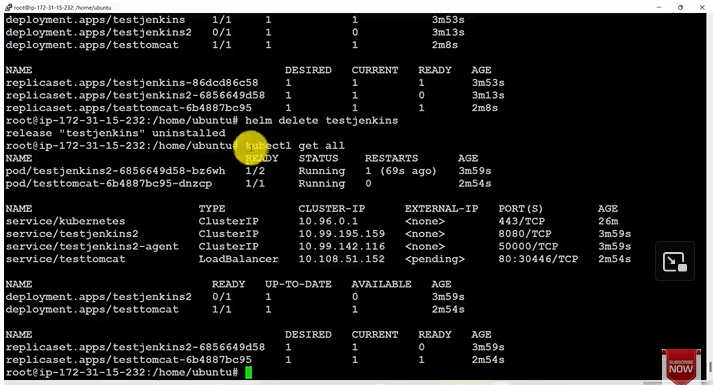 root@ip-172-31-15-232: /home/ubuntu
deployment.apps/testjenkins 1/1 1 1 3m53s
deployment.apps/testjenkins2 0/1 1 0 3m13s
deployment.apps/testtomcat 1/1 1 1 2m8s
NAME DESIRED CURRENT READY AGE
replicaset.apps/testjenkins-86dcd86c58 1 1 1 3m53s
replicaset.apps/testjenkins2-6856649d58 1 1 0 3m13s
replicaset.apps/testtomcat-6b4887bc95 1 1 1 2m8s
root@ip-172-31-15-232:/home/ubuntu# helm delete testjenkins
release "testjenkins" uninstalled
root@ip-172-31-15-232:/home/ubuntu# kubectl get all
NAME READY STATUS RESTARTS AGE
pod/testjenkins2-6856649d58-bz6wh 1/2 Running 1 (69s ago) 3m59s
pod/testtomcat-6b4887bc95-dnzcp 1/1 Running 0 2m54s
NAME TYPE CLUSTER-IP EXTERNAL-IP PORT(S) AGE
service/kubernetes ClusterIP 10.96.0.1 <none> 443/TCP 26m
service/testjenkins2 ClusterIP 10.99.195.159 <none> 8080/TCP 3m59s
service/testjenkins2-agent ClusterIP 10.99.142.116 <none> 50000/TCP 3m59s
service/testtomcat LoadBalancer 10.108.51.152 <pending> 80:30446/TCP 2m54s
NAME READY UP-TO-DATE AVAILABLE AGE
deployment.apps/testjenkins2 0/1 1 0 3m59s
deployment.apps/testtomcat 1/1 1 1 2m54s
NAME DESIRED CURRENT READY AGE
replicaset.apps/testjenkins2-6856649d58 1 1 0 3m59s
replicaset.apps/testtomcat-6b4887bc95 1 1 1 2m54s
root@ip-172-31-15-232:/home/ubuntu#
SUBSCRIBE
NOW